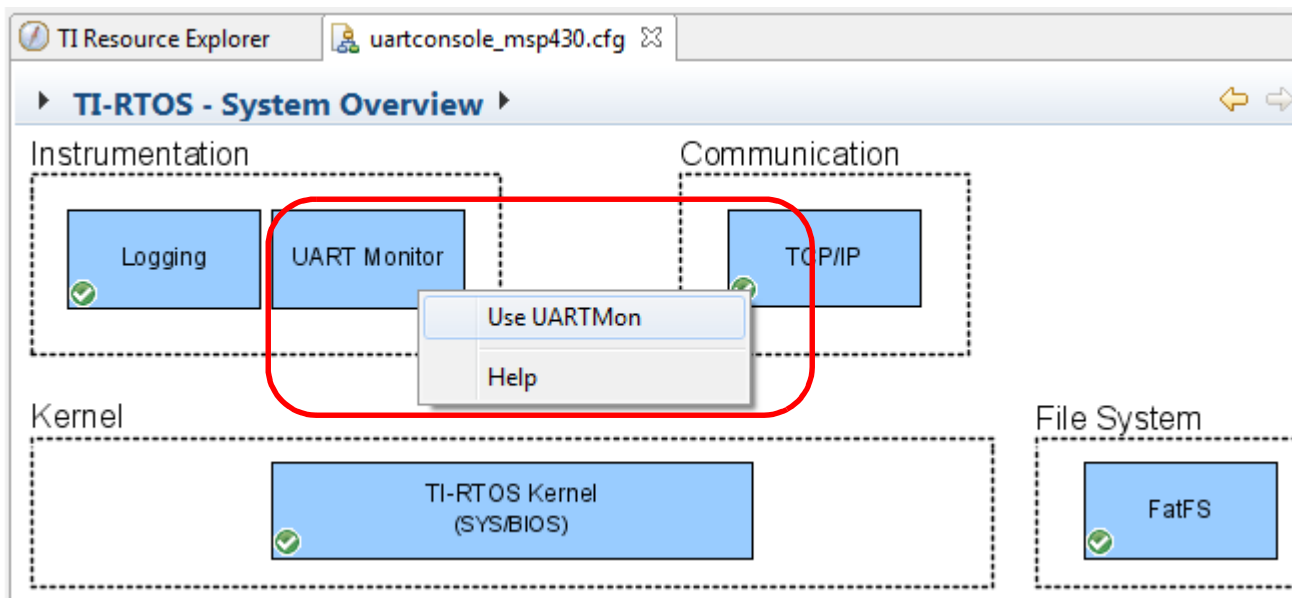 TI Resource Explorer
uartconsole_msp430.cfg
TI-RTOS - System Overview
Instrumentation
Communication
Logging
UART Monitor
TCP/IP
Use UARTMon
Help
Kernel
File System
TI-RTOS Kernel
(SYS/BIOS)
FatFS